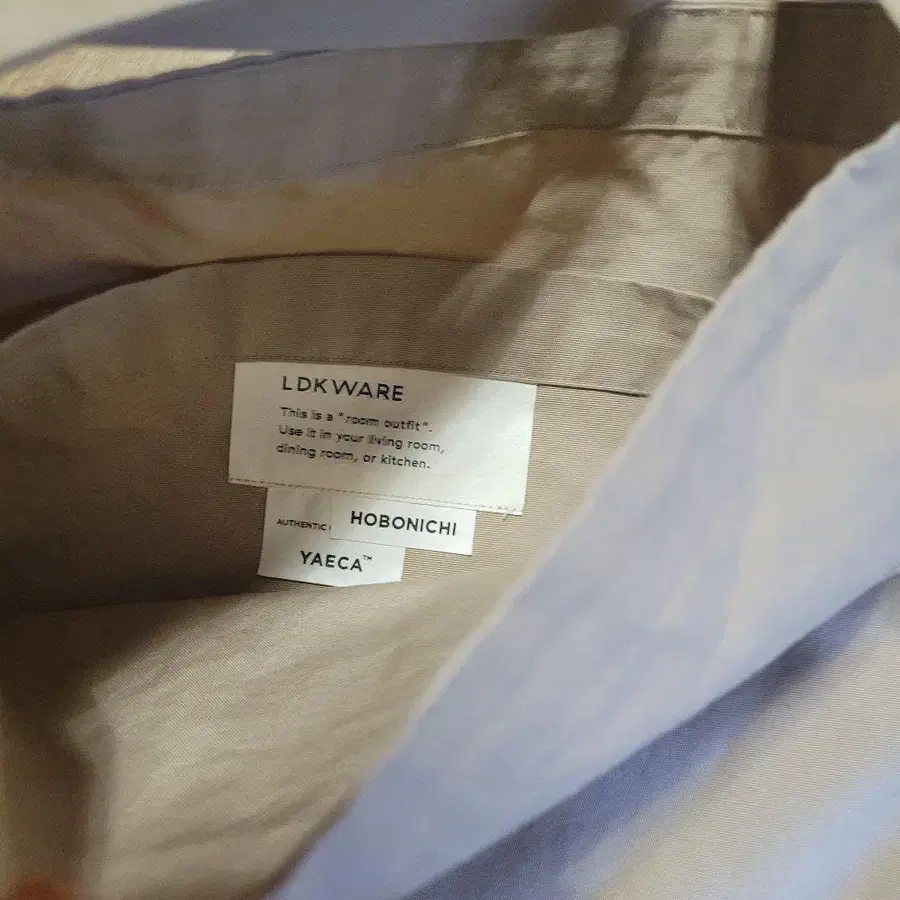 LDKWARE
This is a "room outfit".
Use it in your living room,
dining room, or kitchen.
AUTHENTIC
HOBONICHI
YAECA™